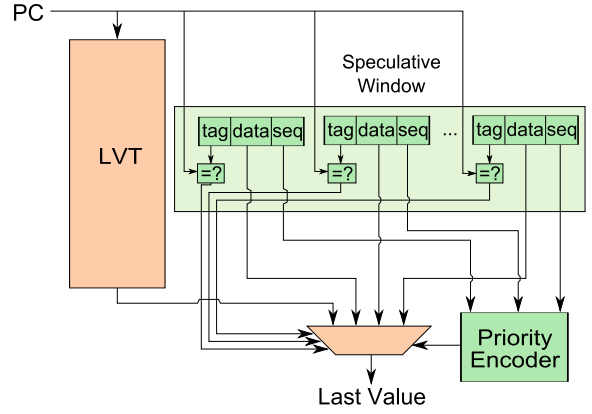 PC
Speculative
Window
LVT
tag data seq
tag data seq
...
tag data seq
=?
=?
=?
Priority
Encoder
Last Value